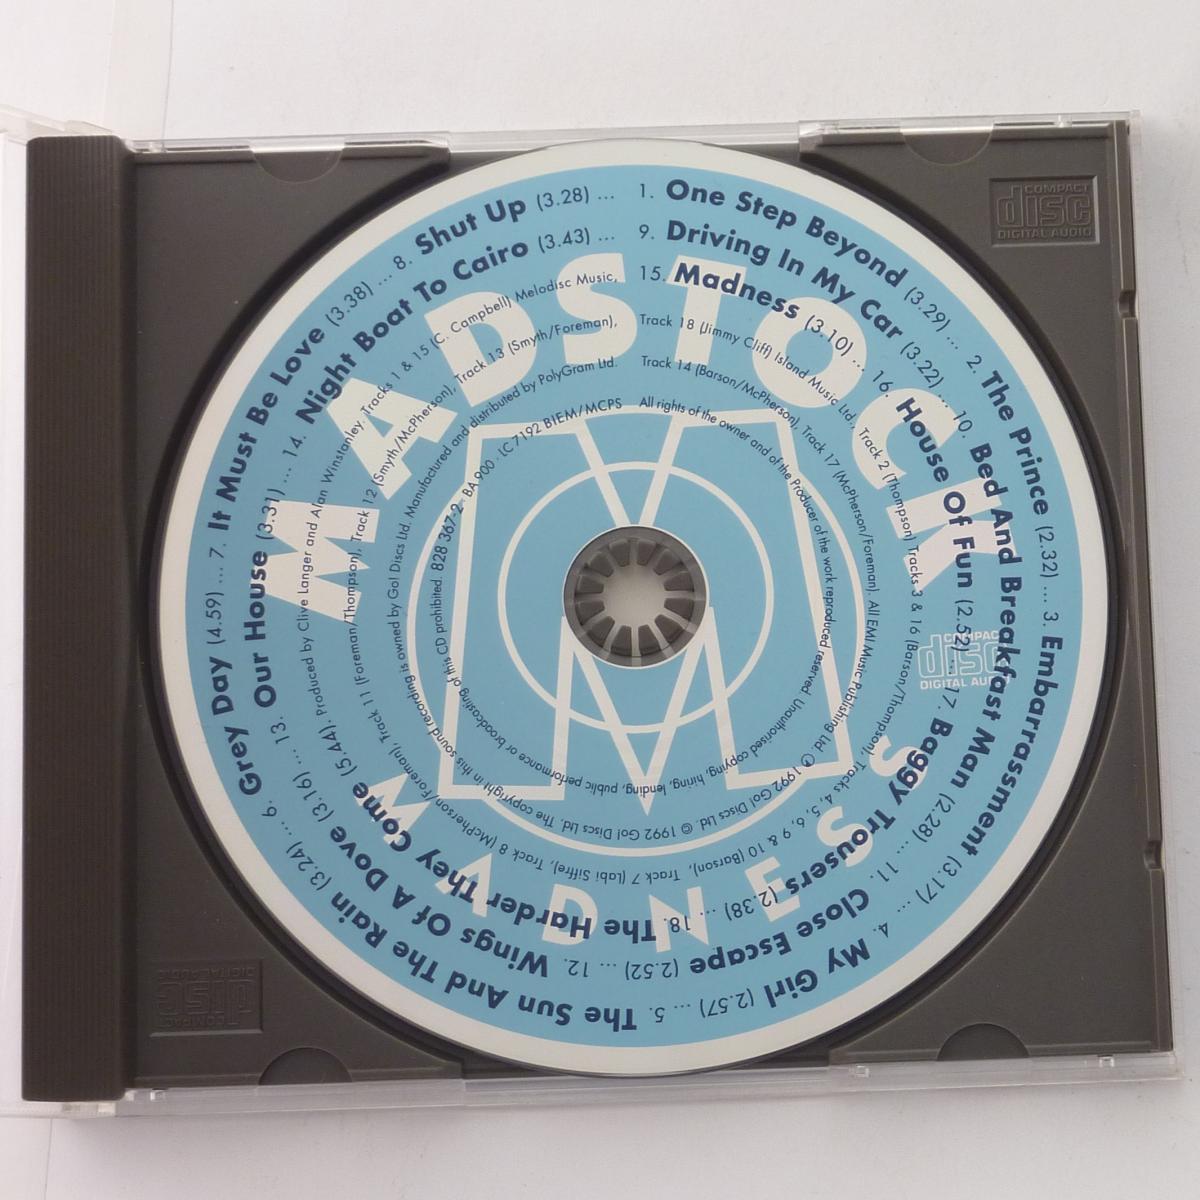 1. One Step Beyond (3.29) ... 2. The Prince (2.32) ... 3. Embarrassment (3.17) ... 4. My Girl (2.57) ... 5. The Sun And The Rain (3.24) ... 6. Grey Day (4.59) ... 7. It Must Be Love (3.38) ... 8. Shut Up (3.28) ...
9. Driving In My Car (3.22) ... 10. Bed And Breakfast Man (2.28) ... 11. Close Escape (2.52) ... 12. Wings Of A Dove (3.16) ... 13. Our House (3.31) ... 14. Night Boat To Cairo (3.43) ...
15. Madness (3.10) ... 16. House Of Fun (2.52) ... 17. Baggy Trousers (2.38) ... 18. The Harder They Come (5.44). Produced by Clive Langer and Alan Winstanley. Tracks 1 & 15 (C. Campbell) Melodisc Music,
Track 18 (Jimmy Cliff) Island Music Ltd., Track 2 (Thompson) Tracks 3 & 16 (Barson/Thompson), Tracks 4, 5, 6, 9 & 10 (Barson), Track 7 (Labi Siffre), Track 8 (McPherson/Foreman), Track 11 (Foreman/Thompson), Track 12 (Smyth/McPherson), Track 13 (Smyth/Foreman),
Track 14 (Barson/McPherson), Track 17 (McPherson/Foreman). All EMI Music Publishing Ltd. ℗ 1992 Go! Discs Ltd. © 1992 Go! Discs Ltd. The copyright in this sound recording is owned by Go! Discs Ltd. Manufactured and distributed by PolyGram Ltd.
All rights of the owner and of the Producer of the work reproduced reserved. Unauthorised copying, hiring, lending, public performance or broadcasting of this CD prohibited. 828 367-2. BA 900. LC 7192 BIEM/MCPS
MADSTOCK
MADNESS
COMPACT
disc
DIGITAL AUDIO
COMPACT
disc
DIGITAL AUDIO
COMPACT
disc
DIGITAL AUDIO